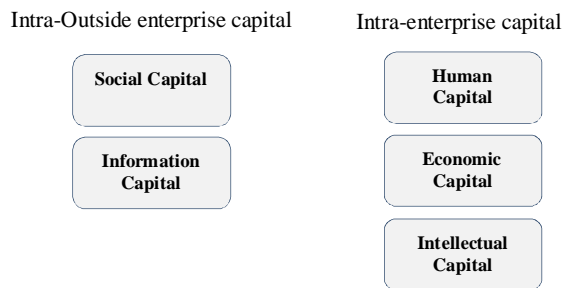 Intra-Outside enterprise capital
Social Capital
Information
Capital
Intra-enterprise capital
Human
Capital
Economic
Capital
Intellectual
Capital